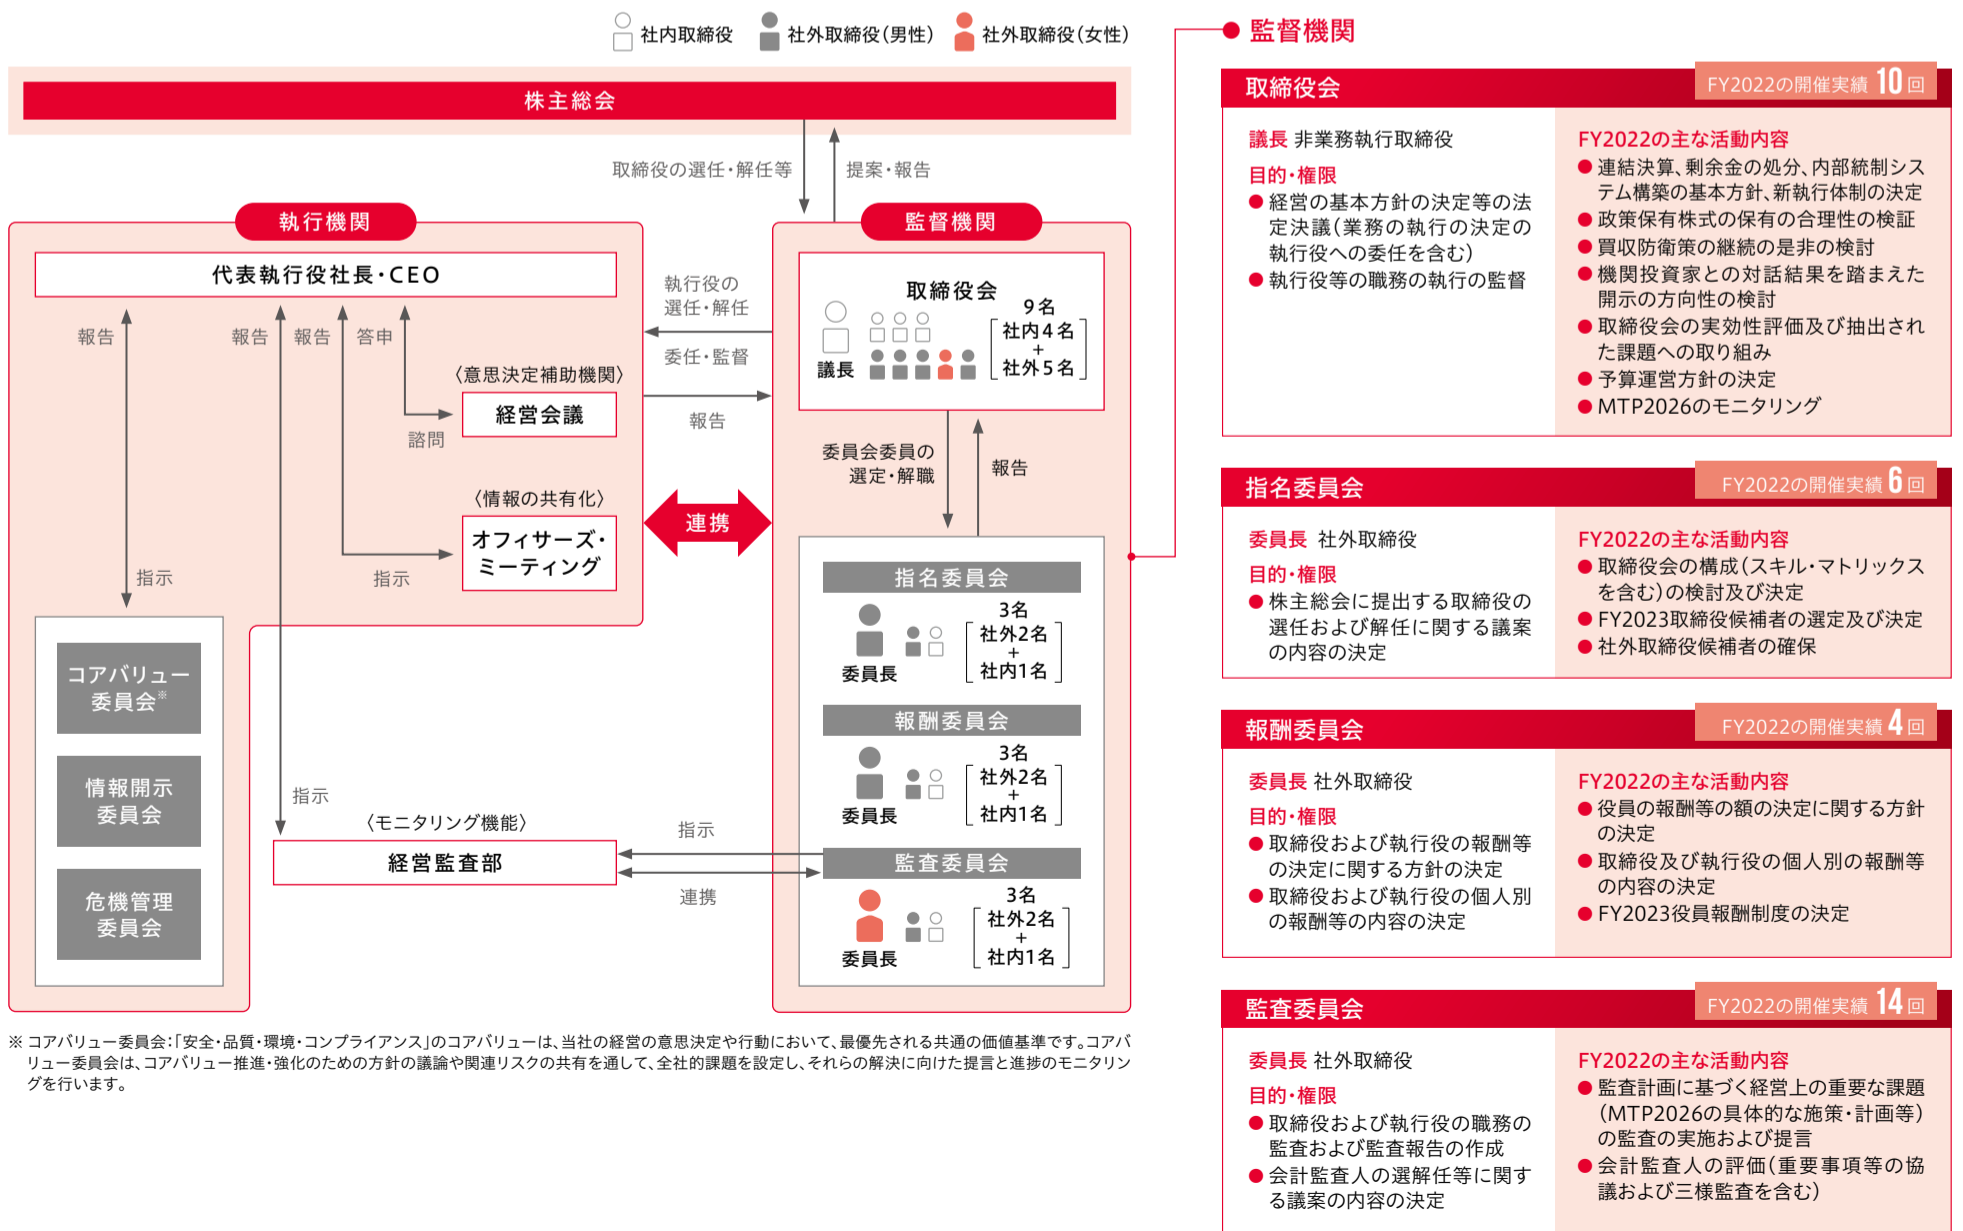 社内取締役
社外取締役(男性)
社外取締役(女性)
株主総会
取締役の選任・解任等
提案・報告
執行機関
代表執行役社長・CEO
報告
報告
報告
答申
〈意思決定補助機関〉
経営会議
諮問
〈情報の共有化〉
オフィサーズ・
ミーティング
指示
指示
コアバリュー
委員会※
情報開示
委員会
危機管理
委員会
指示
〈モニタリング機能〉
経営監査部
執行役の
選任・解任
委任・監督
報告
連携
指示
連携
監督機関
取締役会
議長
9名
社内4名
+
社外5名
委員会委員の
選定・解職
報告
指名委員会
委員長
3名
社外2名
+
社内1名
報酬委員会
委員長
3名
社外2名
+
社内1名
監査委員会
委員長
3名
社外2名
+
社内1名
※ コアバリュー委員会:「安全・品質・環境・コンプライアンス」のコアバリューは、当社の経営の意思決定や行動において、最優先される共通の価値基準です。コアバ
リュー委員会は、コアバリュー推進・強化のための方針の議論や関連リスクの共有を通して、全社的課題を設定し、それらの解決に向けた提言と進捗のモニタリン
グを行います。
● 監督機関
取締役会
FY2022の開催実績 10 回
議長 非業務執行取締役
目的・権限
● 経営の基本方針の決定等の法
定決議(業務の執行の決定の
執行役への委任を含む)
● 執行役等の職務の執行の監督
FY2022の主な活動内容
● 連結決算、剰余金の処分、内部統制シス
テム構築の基本方針、新執行体制の決定
● 政策保有株式の保有の合理性の検証
● 買収防衛策の継続の是非の検討
● 機関投資家との対話結果を踏まえた
開示の方向性の検討
● 取締役会の実効性評価及び抽出され
た課題への取り組み
● 予算運営方針の決定
● MTP2026のモニタリング
指名委員会
FY2022の開催実績 6 回
委員長 社外取締役
目的・権限
● 株主総会に提出する取締役の
選任および解任に関する議案
の内容の決定
FY2022の主な活動内容
● 取締役会の構成(スキル・マトリックス
を含む)の検討及び決定
● FY2023取締役候補者の選定及び決定
● 社外取締役候補者の確保
報酬委員会
FY2022の開催実績 4 回
委員長 社外取締役
目的・権限
● 取締役および執行役の報酬等
の決定に関する方針の決定
● 取締役および執行役の個人別
の報酬等の内容の決定
FY2022の主な活動内容
● 役員の報酬等の額の決定に関する方針
の決定
● 取締役及び執行役の個人別の報酬等
の内容の決定
● FY2023役員報酬制度の決定
監査委員会
FY2022の開催実績 14 回
委員長 社外取締役
目的・権限
● 取締役および執行役の職務の
監査および監査報告の作成
● 会計監査人の選解任等に関す
る議案の内容の決定
FY2022の主な活動内容
● 監査計画に基づく経営上の重要な課題
(MTP2026の具体的な施策・計画等)
の監査の実施および提言
● 会計監査人の評価(重要事項等の協
議および三様監査を含む)